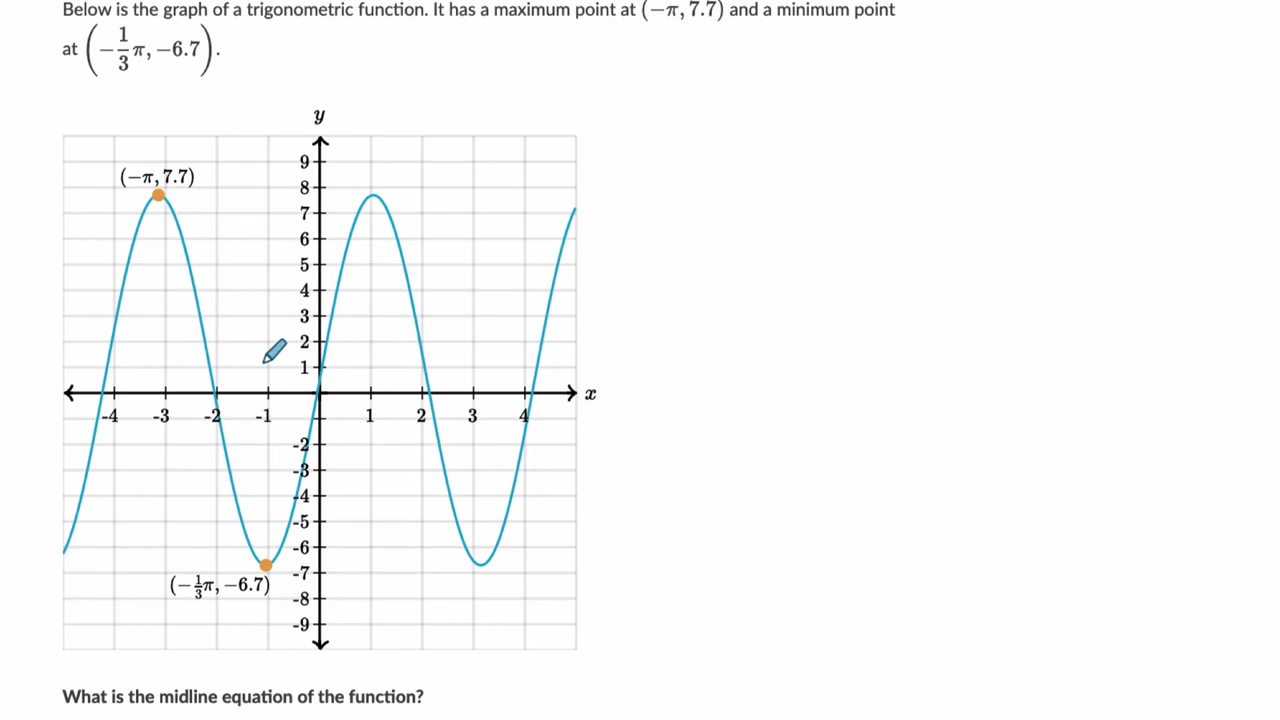 Below is the graph of a trigonometric function. It has a maximum point at (−π, 7.7) and a minimum point
at (−1/3π, −6.7).
y
(−π, 7.7)
9
8
7
6
5
4
3
2
1
x
-4 -3 -2 -1 1 2 3 4
-2
-3
-4
-5
-6
-7
(−1/3π, −6.7)
-8
-9
What is the midline equation of the function?